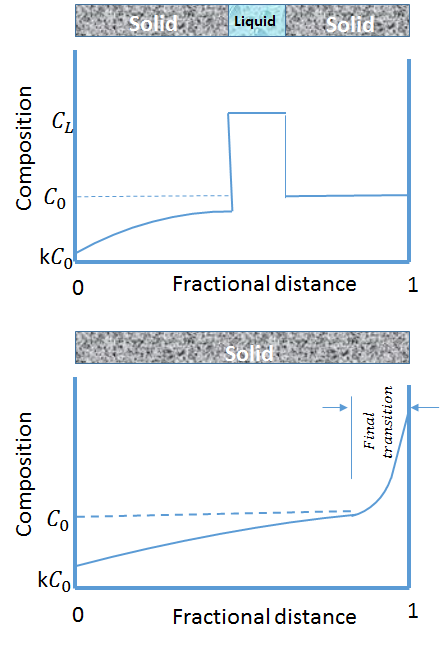 Solid Liquid Solid
Composition
C_L
C_0
kC_0
0 Fractional distance 1
Solid
Final
transition
Composition
C_0
kC_0
0 Fractional distance 1